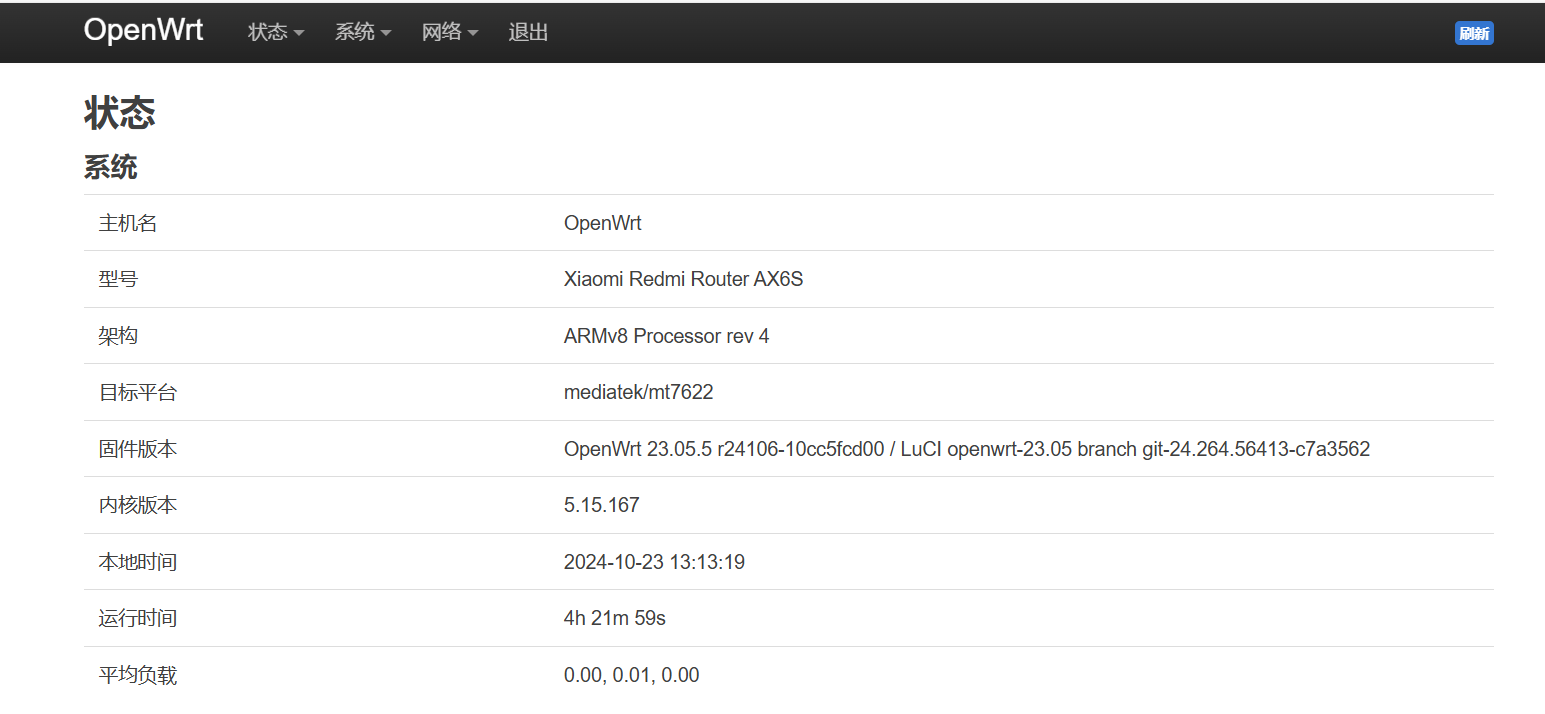 OpenWrt 状态 系统 网络 退出 刷新
状态
系统
主机名 OpenWrt
型号 Xiaomi Redmi Router AX6S
架构 ARMv8 Processor rev 4
目标平台 mediatek/mt7622
固件版本 OpenWrt 23.05.5 r24106-10cc5fcd00 / LuCI openwrt-23.05 branch git-24.264.56413-c7a3562
内核版本 5.15.167
本地时间 2024-10-23 13:13:19
运行时间 4h 21m 59s
平均负载 0.00, 0.01, 0.00